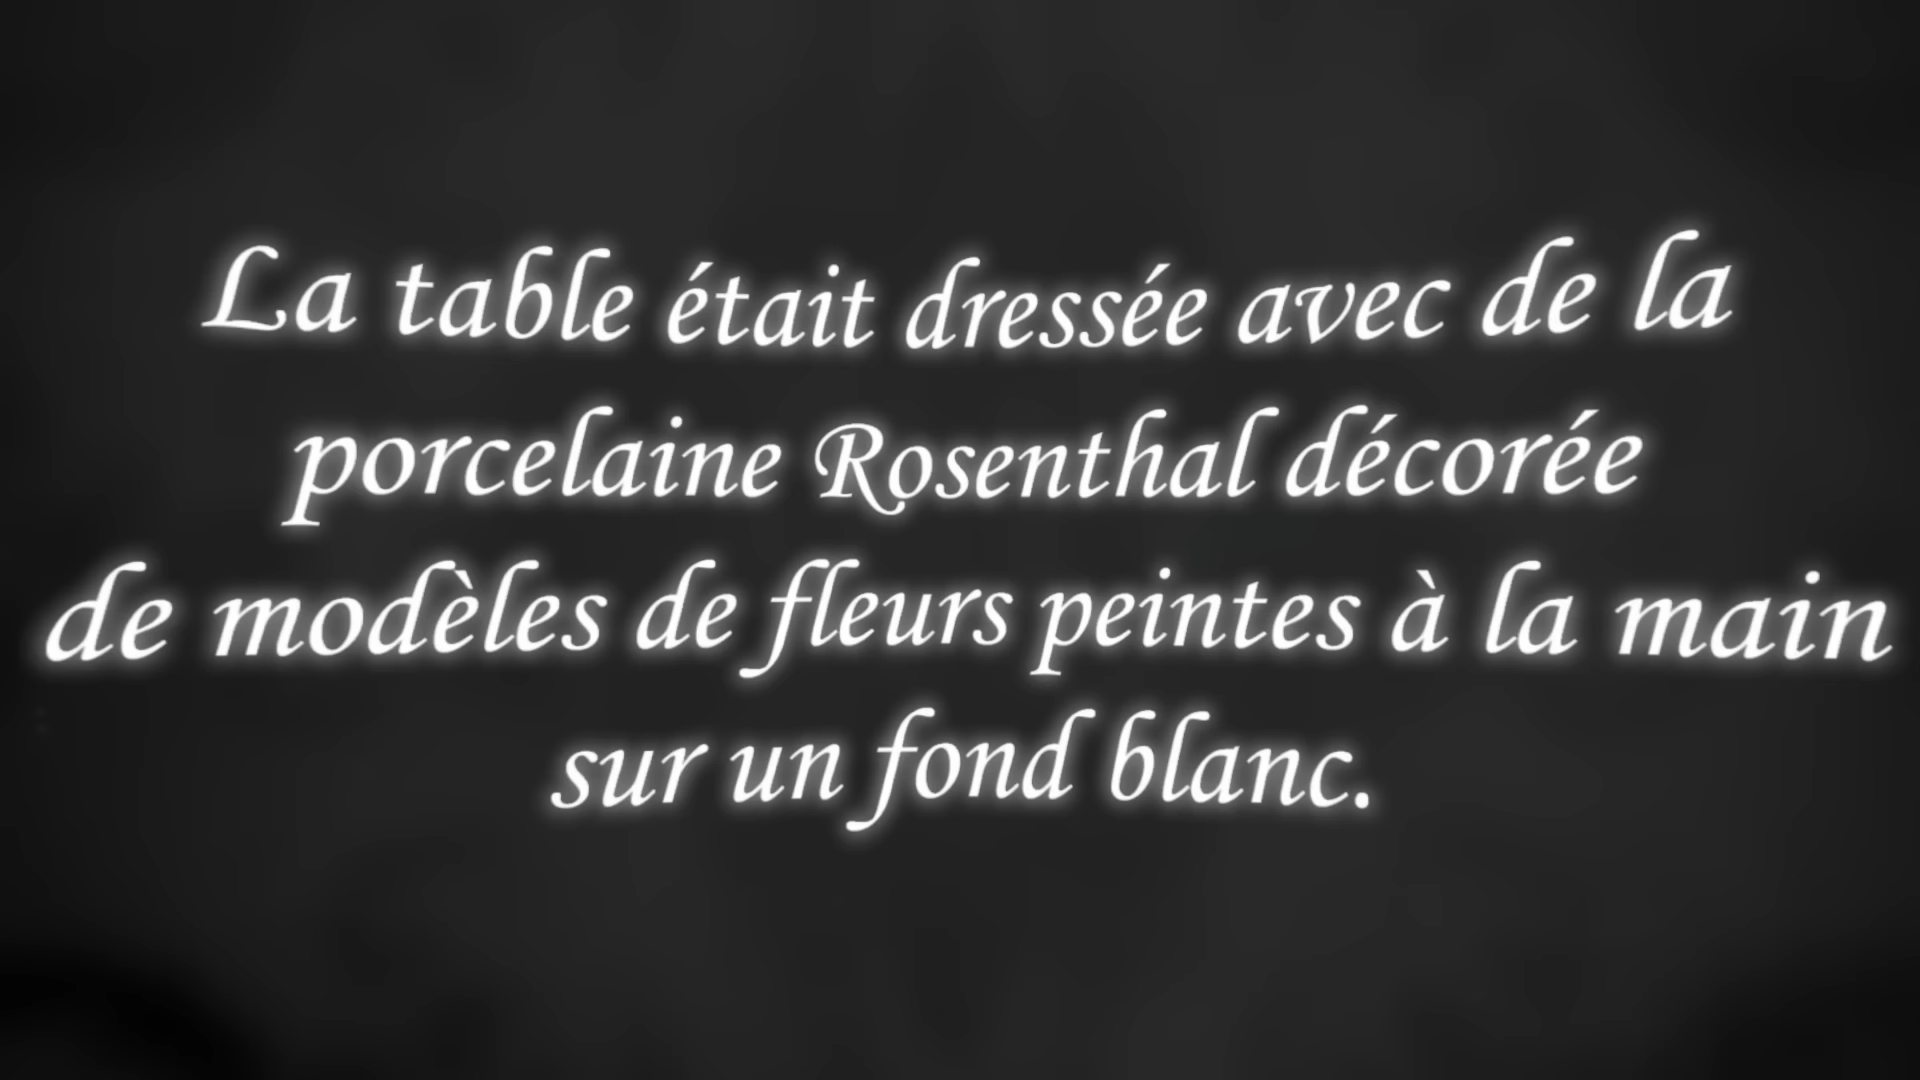 La table était dressée avec de la
porcelaine Rosenthal décorée
de modèles de fleurs peintes à la main
sur un fond blanc.